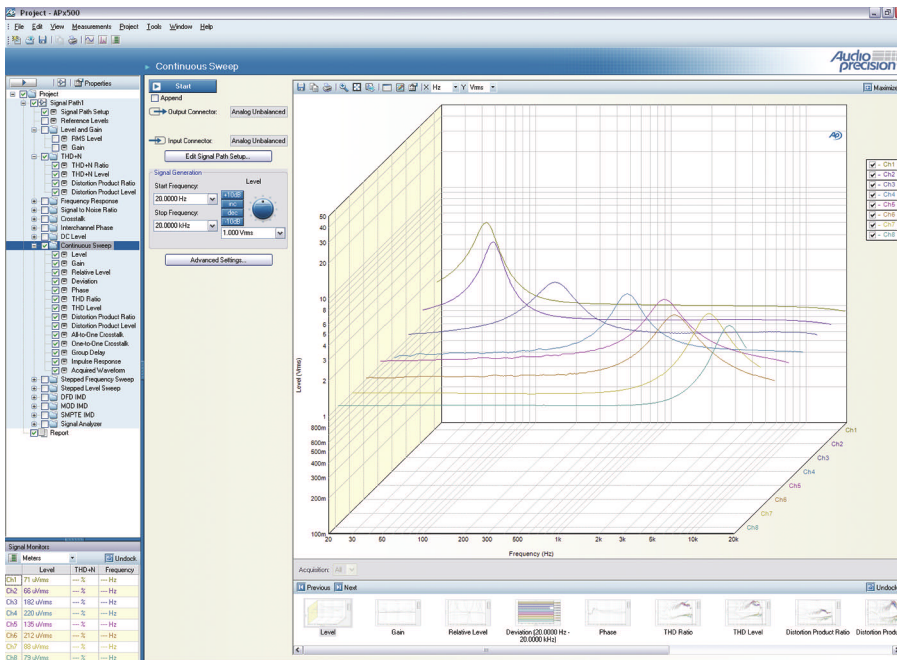 Project - APx500
File Edit View Measurements Project Tools Window Help
Continuous Sweep
Audio precision
Properties
Project
Signal Path1
Signal Path Setup
Reference Levels
Level and Gain
RMS Level
Gain
THD+N
THD+N Ratio
THD+N Level
Distortion Product Ratio
Distortion Product Level
Frequency Response
Signal to Noise Ratio
Crosstalk
Interchannel Phase
DC Level
Continuous Sweep
Level
Gain
Relative Level
Deviation
Phase
THD Ratio
THD Level
Distortion Product Ratio
Distortion Product Level
All-to-One Crosstalk
One-to-One Crosstalk
Group Delay
Impulse Response
Acquired Waveform
Stepped Frequency Sweep
Stepped Level Sweep
DFD IMD
MOD IMD
SMPTE IMD
Signal Analyzer
Report
Start
Append
Output Connector: Analog Unbalanced
Input Connector: Analog Unbalanced
Edit Signal Path Setup...
Signal Generation
Start Frequency: Level
20.0000 Hz
+10dB
inc
dec
-10dB
Stop Frequency:
20.0000 kHz
1.000 Vrms
Advanced Settings...
X Hz Y Vrms
Maximize
Ch1
Ch2
Ch3
Ch4
Ch5
Ch6
Ch7
Ch8
Level (Vrms)
60
40
30
20
10
8
6
5
4
3
2
1
800m
600m
500m
400m
300m
200m
100m
20 30 50 100 200 300 500 1k 2k 3k 5k 10k 20k
Frequency (Hz)
Ch1
Ch2
Ch3
Ch4
Ch5
Ch6
Ch7
Ch8
Acquisition: All
Previous Next Undock
Level
Gain
Relative Level
Deviation (20.0000 Hz - 20.0000 kHz)
Phase
THD Ratio
THD Level
Distortion Product Ratio
Distortion Produ
Signal Monitors
Meters Undock
Level THD+N Frequency
Ch1 71 uVrms --- % --- Hz
Ch2 66 uVrms --- % --- Hz
Ch3 182 uVrms --- % --- Hz
Ch4 220 uVrms --- % --- Hz
Ch5 135 uVrms --- % --- Hz
Ch6 212 uVrms --- % --- Hz
Ch7 88 uVrms --- % --- Hz
Ch8 79 uVrms --- % --- Hz